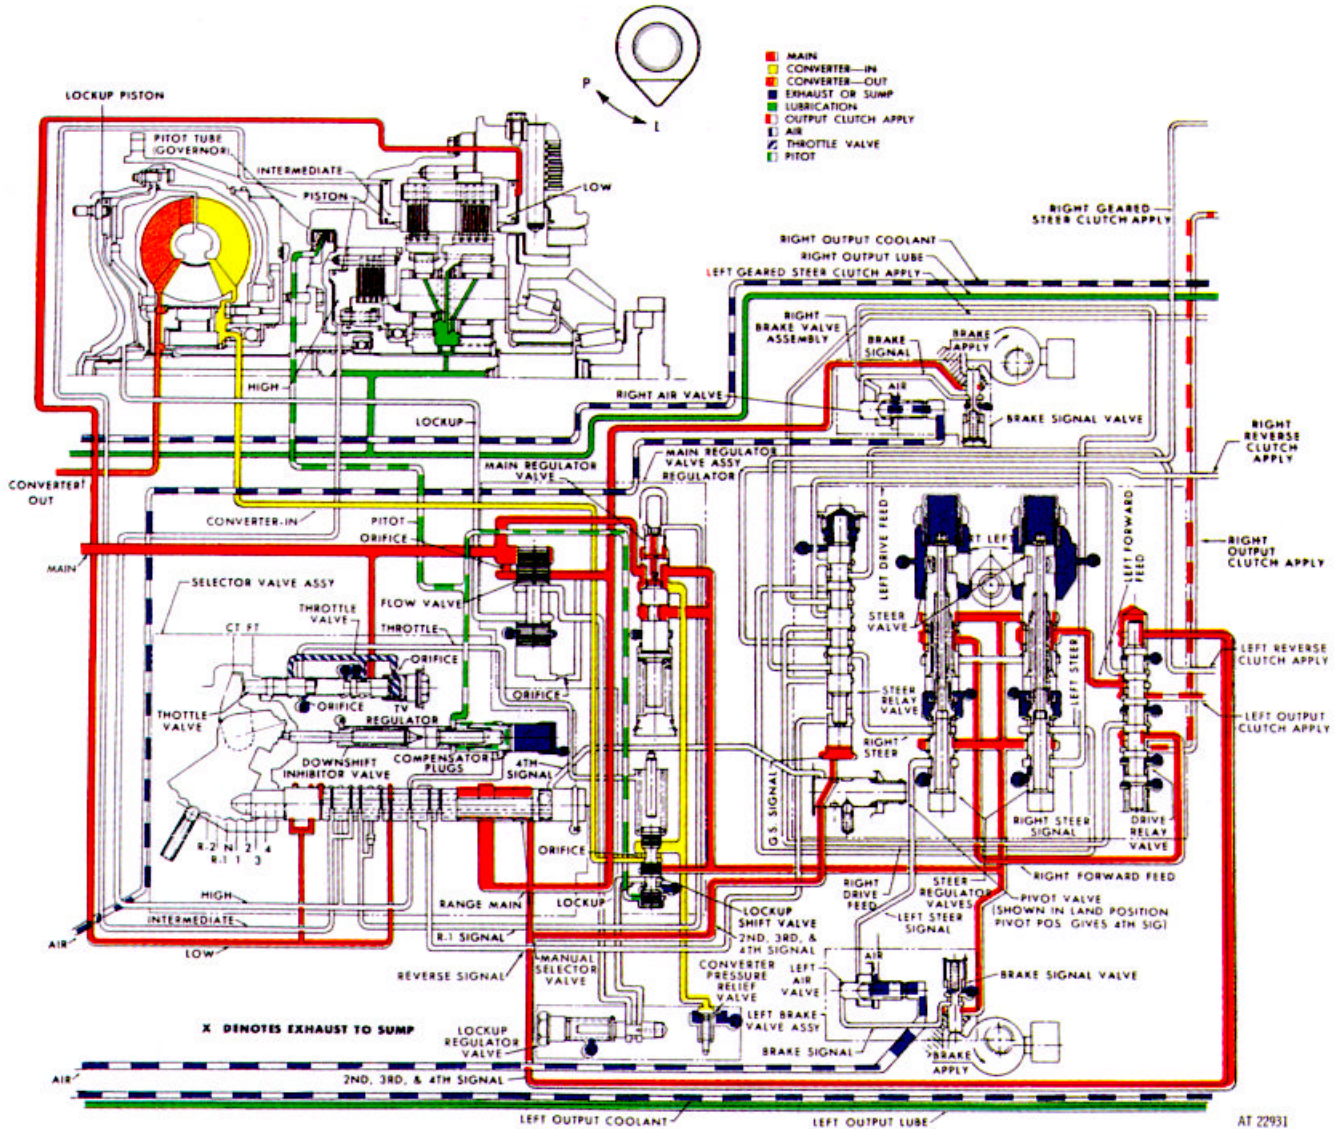 MAIN
CONVERTER—IN
CONVERTER—OUT
EXHAUST OR SUMP
LUBRICATION
OUTPUT CLUTCH APPLY
AIR
THROTTLE VALVE
PITOT
P
L
LOCKUP PISTON
PITOT TUBE
(GOVERNOR)
INTERMEDIATE
PISTON
LOW
RIGHT GEARED
STEER CLUTCH APPLY
RIGHT OUTPUT COOLANT
RIGHT OUTPUT LUBE
LEFT GEARED STEER CLUTCH APPLY
RIGHT
BRAKE VALVE
ASSEMBLY
BRAKE
SIGNAL
BRAKE
APPLY
HIGH
RIGHT AIR VALVE
AIR
BRAKE SIGNAL VALVE
LOCKUP
RIGHT
REVERSE
CLUTCH
APPLY
MAIN REGULATOR
VALVE
MAIN REGULATOR
VALVE ASSY
REGULATOR
CONVERTER
OUT
CONVERTER-IN
PITOT
ORIFICE
LEFT DRIVE FEED
LEFT FORWARD
FEED
RIGHT
OUTPUT
CLUTCH APPLY
MAIN
SELECTOR VALVE ASSY
THROTTLE
VALVE
FLOW VALVE
THROTTLE
CT FT
ORIFICE
ST LEFT
STEER
VALVE
LEFT STEER
LEFT REVERSE
CLUTCH APPLY
ORIFICE
ORIFICE
TV
REGULATOR
THOTTLE
VALVE
STEER
RELAY
VALVE
LEFT OUTPUT
CLUTCH APPLY
RIGHT
STEER
DOWNSHIFT
INHIBITOR VALVE
COMPENSATOR
PLUGS
4TH
SIGNAL
G.S. SIGNAL
RIGHT STEER
SIGNAL
DRIVE
RELAY
VALVE
R-2 N 2 4
R-1 1 3
ORIFICE
HIGH
INTERMEDIATE
LOW
AIR
RANGE MAIN
LOCKUP
LOCKUP
SHIFT VALVE
R-1 SIGNAL
2ND, 3RD, &
4TH SIGNAL
RIGHT
DRIVE
FEED
STEER
REGULATOR
VALVES
RIGHT FORWARD FEED
PIVOT VALVE
(SHOWN IN LAND POSITION
PIVOT POS. GIVES 4TH SIG)
LEFT STEER
SIGNAL
REVERSE SIGNAL
MANUAL
SELECTOR
VALVE
CONVERTER
PRESSURE
RELIEF
VALVE
LEFT
AIR
VALVE
AIR
BRAKE SIGNAL VALVE
LEFT BRAKE
VALVE ASSY
BRAKE SIGNAL
BRAKE
APPLY
X DENOTES EXHAUST TO SUMP
LOCKUP
REGULATOR
VALVE
AIR
2ND, 3RD, & 4TH SIGNAL
LEFT OUTPUT COOLANT
LEFT OUTPUT LUBE
AT 22931